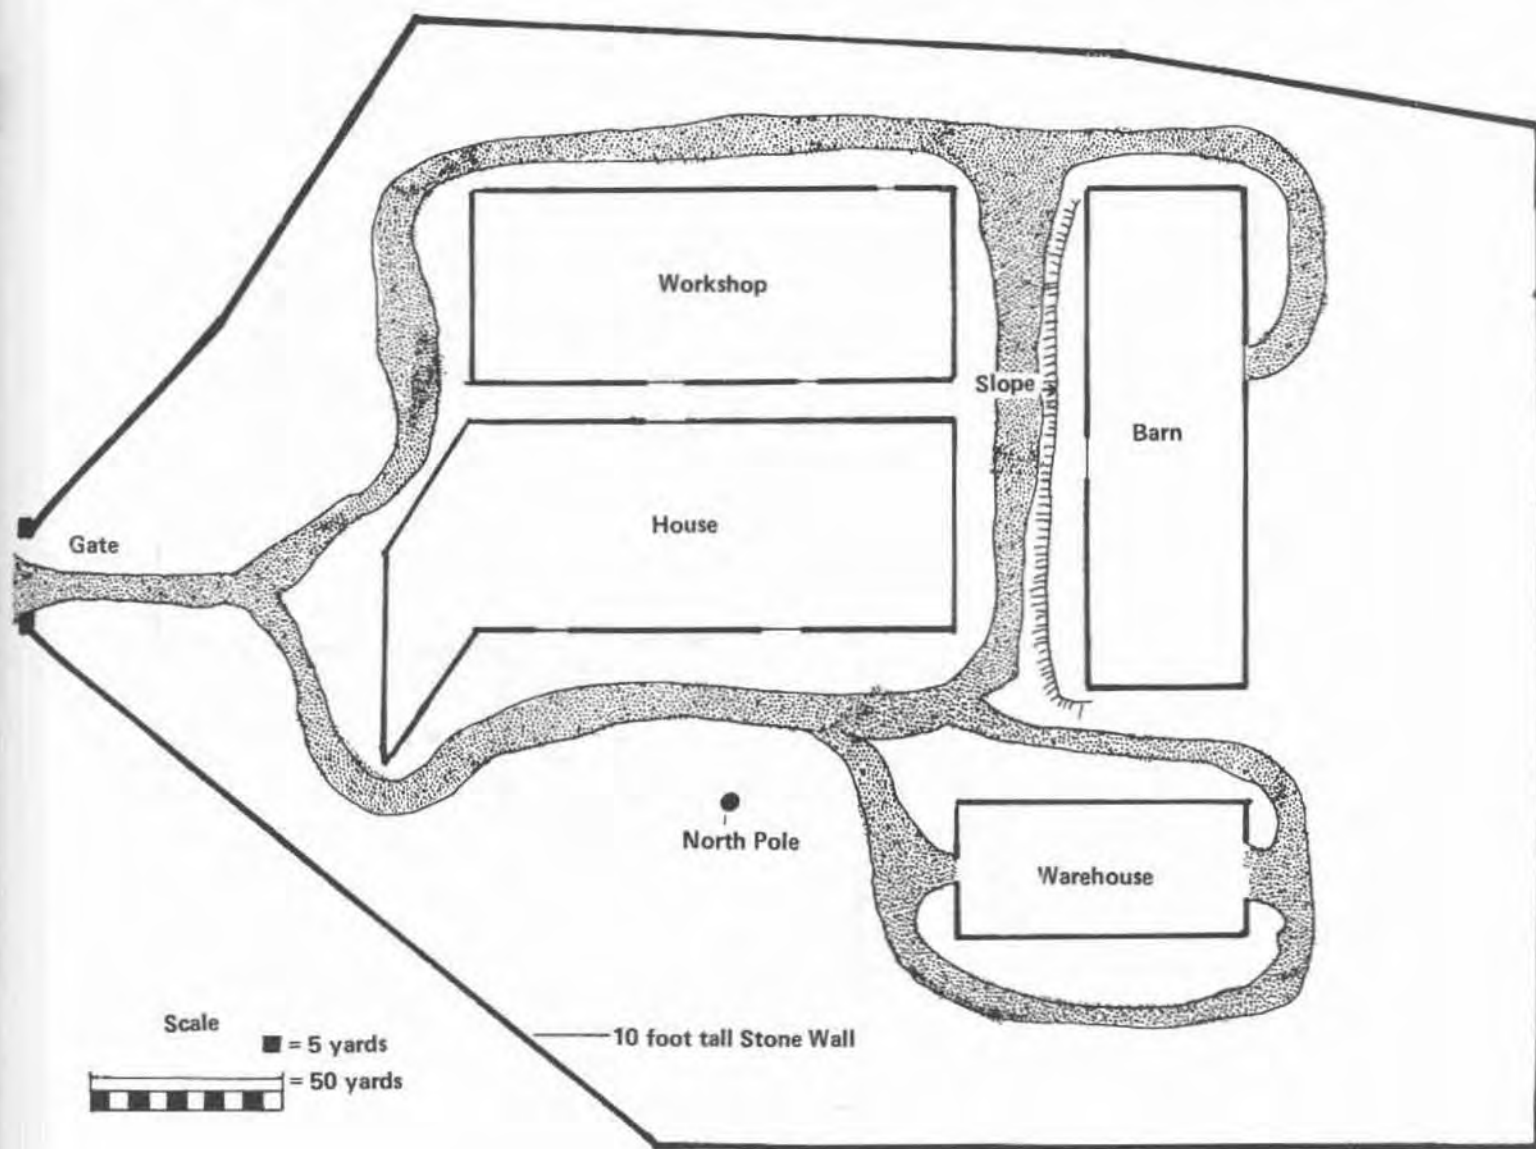 Workshop
Slope
Barn
House
Gate
North Pole
Warehouse
Scale
= 5 yards
= 50 yards
10 foot tall Stone Wall